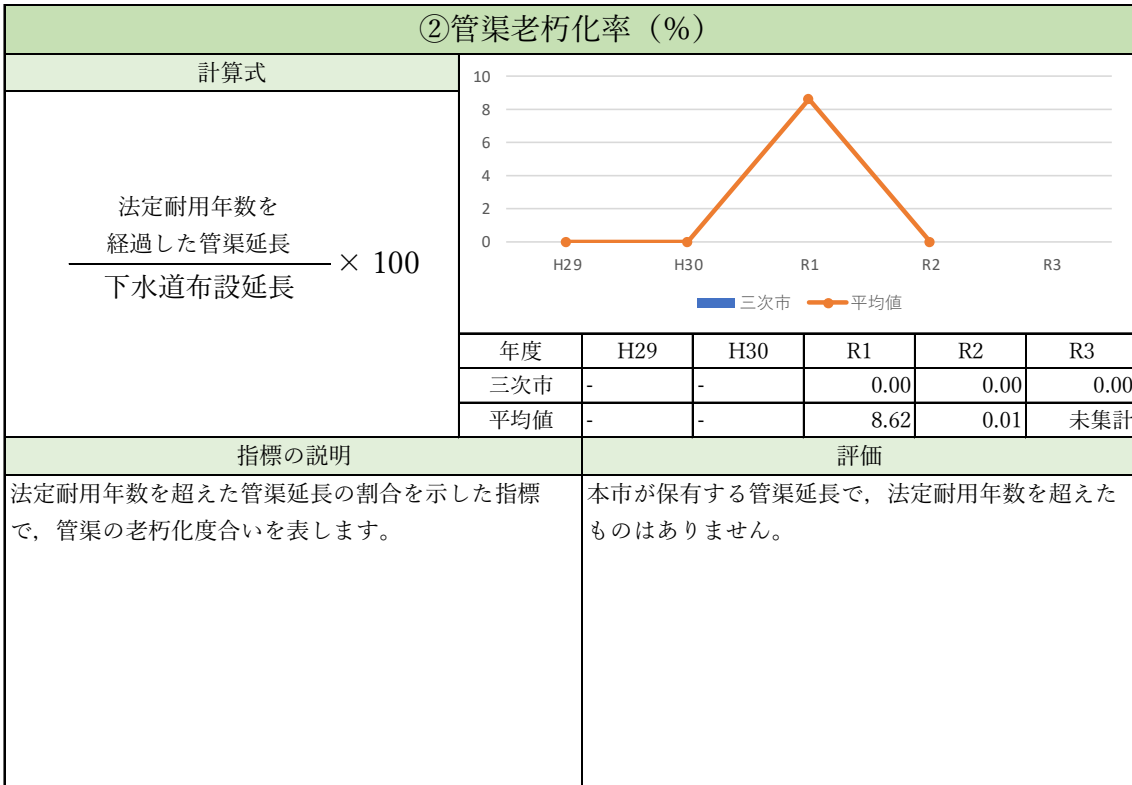 ②管渠老朽化率（%）
計算式
法定耐用年数を
経過した管渠延長
下水道布設延長
× 100
10
8
6
4
2
0
H29 H30 R1 R2 R3
三次市 平均値
年度 H29 H30 R1 R2 R3
三次市 - - 0.00 0.00 0.00
平均値 - - 8.62 0.01 未集計
指標の説明
法定耐用年数を超えた管渠延長の割合を示した指標
で，管渠の老朽化度合いを表します。
評価
本市が保有する管渠延長で，法定耐用年数を超えた
ものはありません。